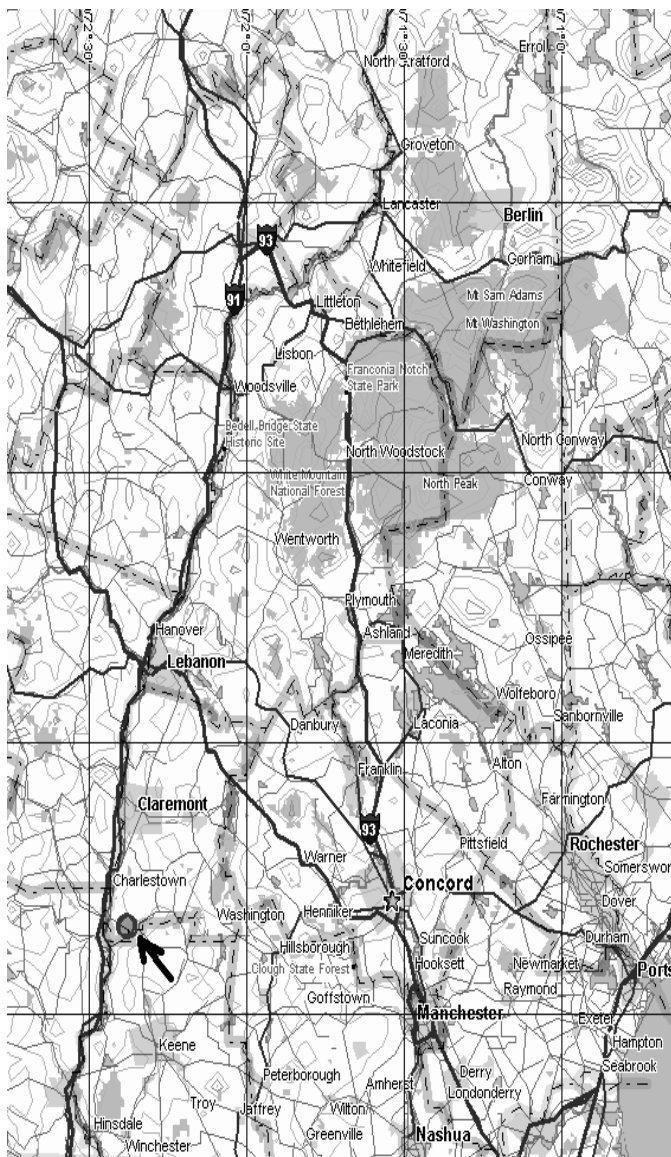 72°30'
72°0'
71°30'
71°0'
Errol
North Stratford
Groveton
Lancaster
Berlin
93
Whitefield
Gorham
91
Mt Sam Adams
Littleton
Bethlehem
Mt Washington
Lisbon
Franconia Notch
State Park
Woodsville
Bedell Bridge State
Historic Site
North Conway
North Woodstock
White Mountain
National Forest
North Peak
Conway
Wentworth
Plymouth
Hanover
Ashland
Ossipee
Lebanon
Meredith
Wolfeboro
Danbury
Laconia
Sanbornville
Franklin
Alton
Claremont
Farmington
93
Pittsfield
Rochester
Warner
Somerswo
Charlestown
Concord
Dover
Washington
Henniker
Durham
Suncook
Hillsborough
Hooksett
Newmarket
Ports
Clough State Forest
Raymond
Goffstown
Manchester
Exeter
Keene
Hampton
Seabrook
Peterborough
Amherst
Derry
Londonderry
Troy
Jaffrey
Wilton
Hinsdale
Greenville
Nashua
Winchester